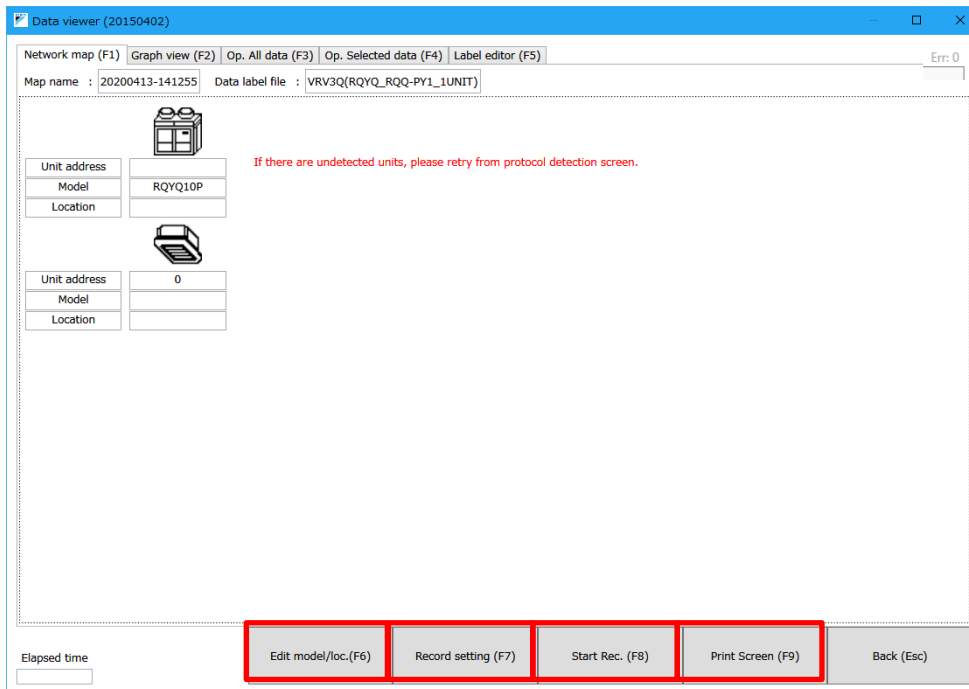 Data viewer (20150402)
Network map (F1) Graph view (F2) Op. All data (F3) Op. Selected data (F4) Label editor (F5)
Err: 0
Map name : 20200413-141255 Data label file : VRV3Q(RQYQ_RQQ-PY1_1UNIT)
If there are undetected units, please retry from protocol detection screen.
Unit address
Model RQYQ10P
Location
Unit address 0
Model
Location
Elapsed time
Edit model/loc.(F6) Record setting (F7) Start Rec. (F8) Print Screen (F9) Back (Esc)